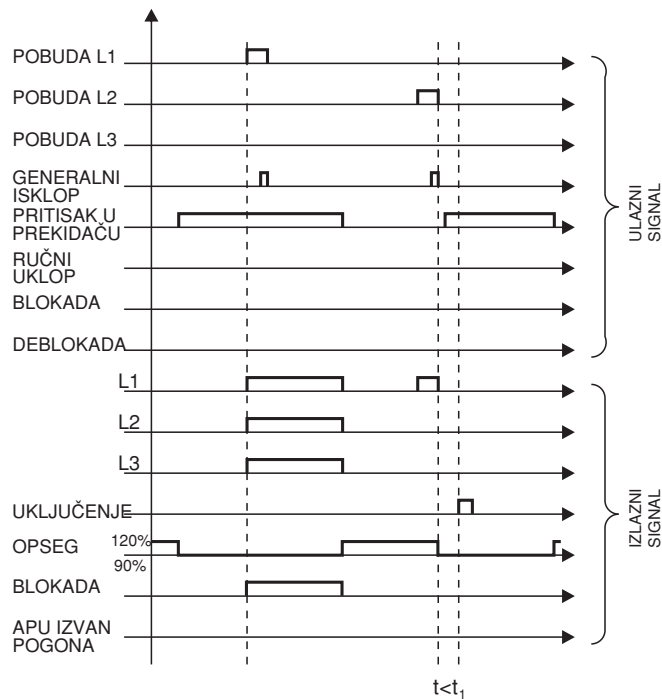 POBUDA L1
POBUDA L2
POBUDA L3
GENERALNI
ISKLOP
PRITISAK U
PREKIDAČU
RUČNI
UKLOP
BLOKADA
DEBLOKADA
ULAZNI
SIGNAL
L1
L2
L3
UKLJUČENJE
OPSEG 120%
90%
BLOKADA
APU IZVAN
POGONA
IZLAZNI
SIGNAL
t<t₁